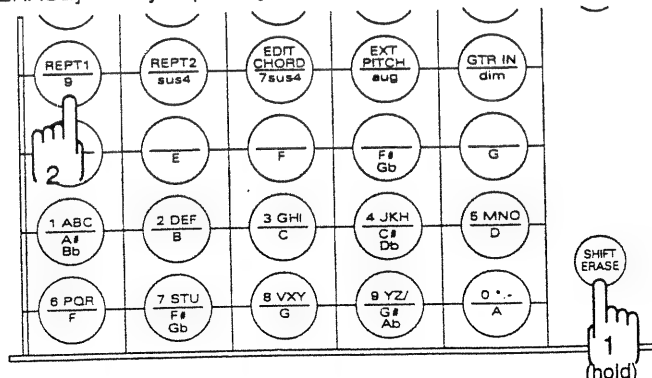 REPT1
9
REPT2
sus4
EDIT
CHORD
7sus4
EXT
PITCH
aug
GTR IN
dim
2
E
F
F#
Gb
G
1 ABC
A#
Bb
2 DEF
B
3 GHI
C
4 JKH
C#
Db
5 MNO
D
SHIFT
ERASE
6 PQR
F
7 STU
F#
Gb
8 VXY
G
9 YZ/
G#
Ab
0 *.-
A
1
(hold)